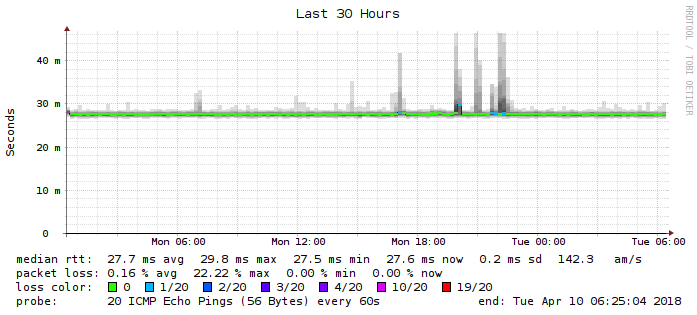 Last 30 Hours
RRDTOOL / TOBI OETIKER
Seconds
40 m
30 m
20 m
10 m
0
Mon 06:00 Mon 12:00 Mon 18:00 Tue 00:00 Tue 06:00
median rtt: 27.7 ms avg 29.8 ms max 27.5 ms min 27.6 ms now 0.2 ms sd 142.3 am/s
packet loss: 0.16 % avg 22.22 % max 0.00 % min 0.00 % now
loss color: 0 1/20 2/20 3/20 4/20 10/20 19/20
probe: 20 ICMP Echo Pings (56 Bytes) every 60s end: Tue Apr 10 06:25:04 2018